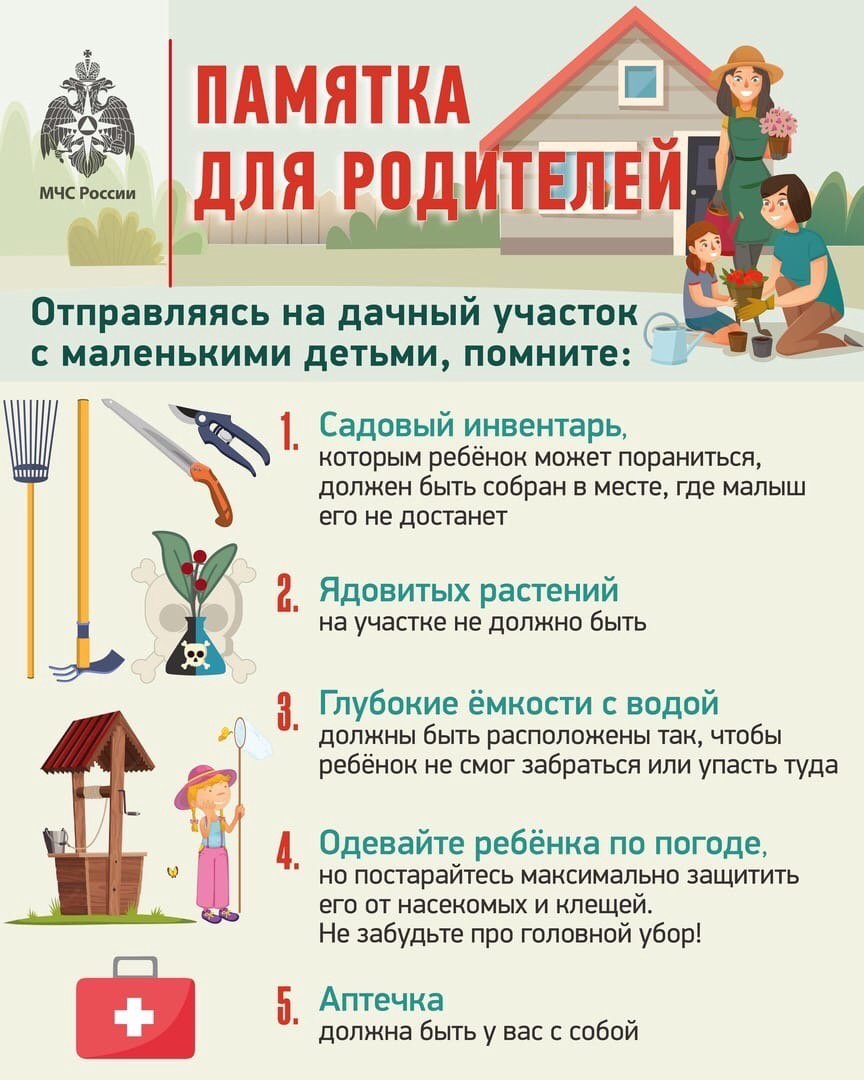 МЧС России
ПАМЯТКА
ДЛЯ РОДИТЕЛЕЙ
Отправляясь на дачный участок
с маленькими детьми, помните:
1. Садовый инвентарь,
которым ребёнок может пораниться,
должен быть собран в месте, где малыш
его не достанет
2. Ядовитых растений
на участке не должно быть
3. Глубокие ёмкости с водой
должны быть расположены так, чтобы
ребёнок не смог забраться или упасть туда
4. Одевайте ребёнка по погоде,
но постарайтесь максимально защитить
его от насекомых и клещей.
Не забудьте про головной убор!
5. Аптечка
должна быть у вас с собой